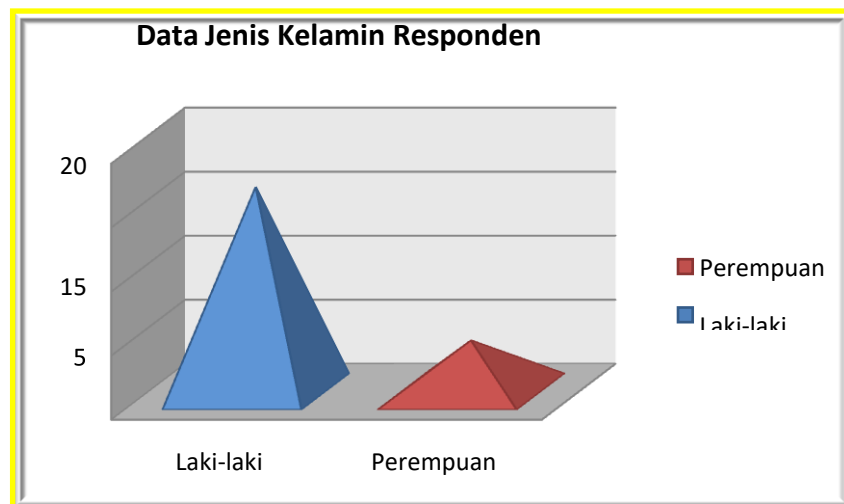 Data Jenis Kelamin Responden
20
15
5
Perempuan
Laki-laki
Laki-laki
Perempuan